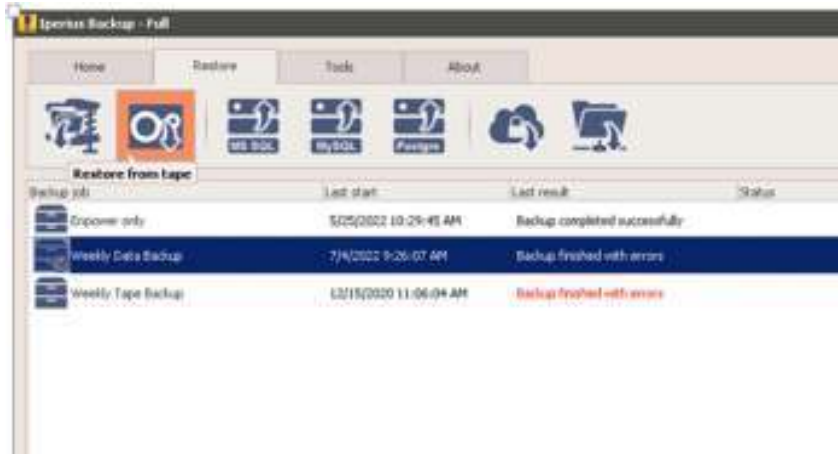 Iperius Backup - Full
Home Restore Tools About
MS SQL MySQL Postgre
Restore from tape
Backup job Last start Last result Status
Empower only 5/25/2022 10:29:45 AM Backup completed successfully
Weekly Data Backup 7/4/2022 9:26:07 AM Backup finished with errors
Weekly Tape Backup 12/15/2020 11:06:04 AM Backup finished with errors